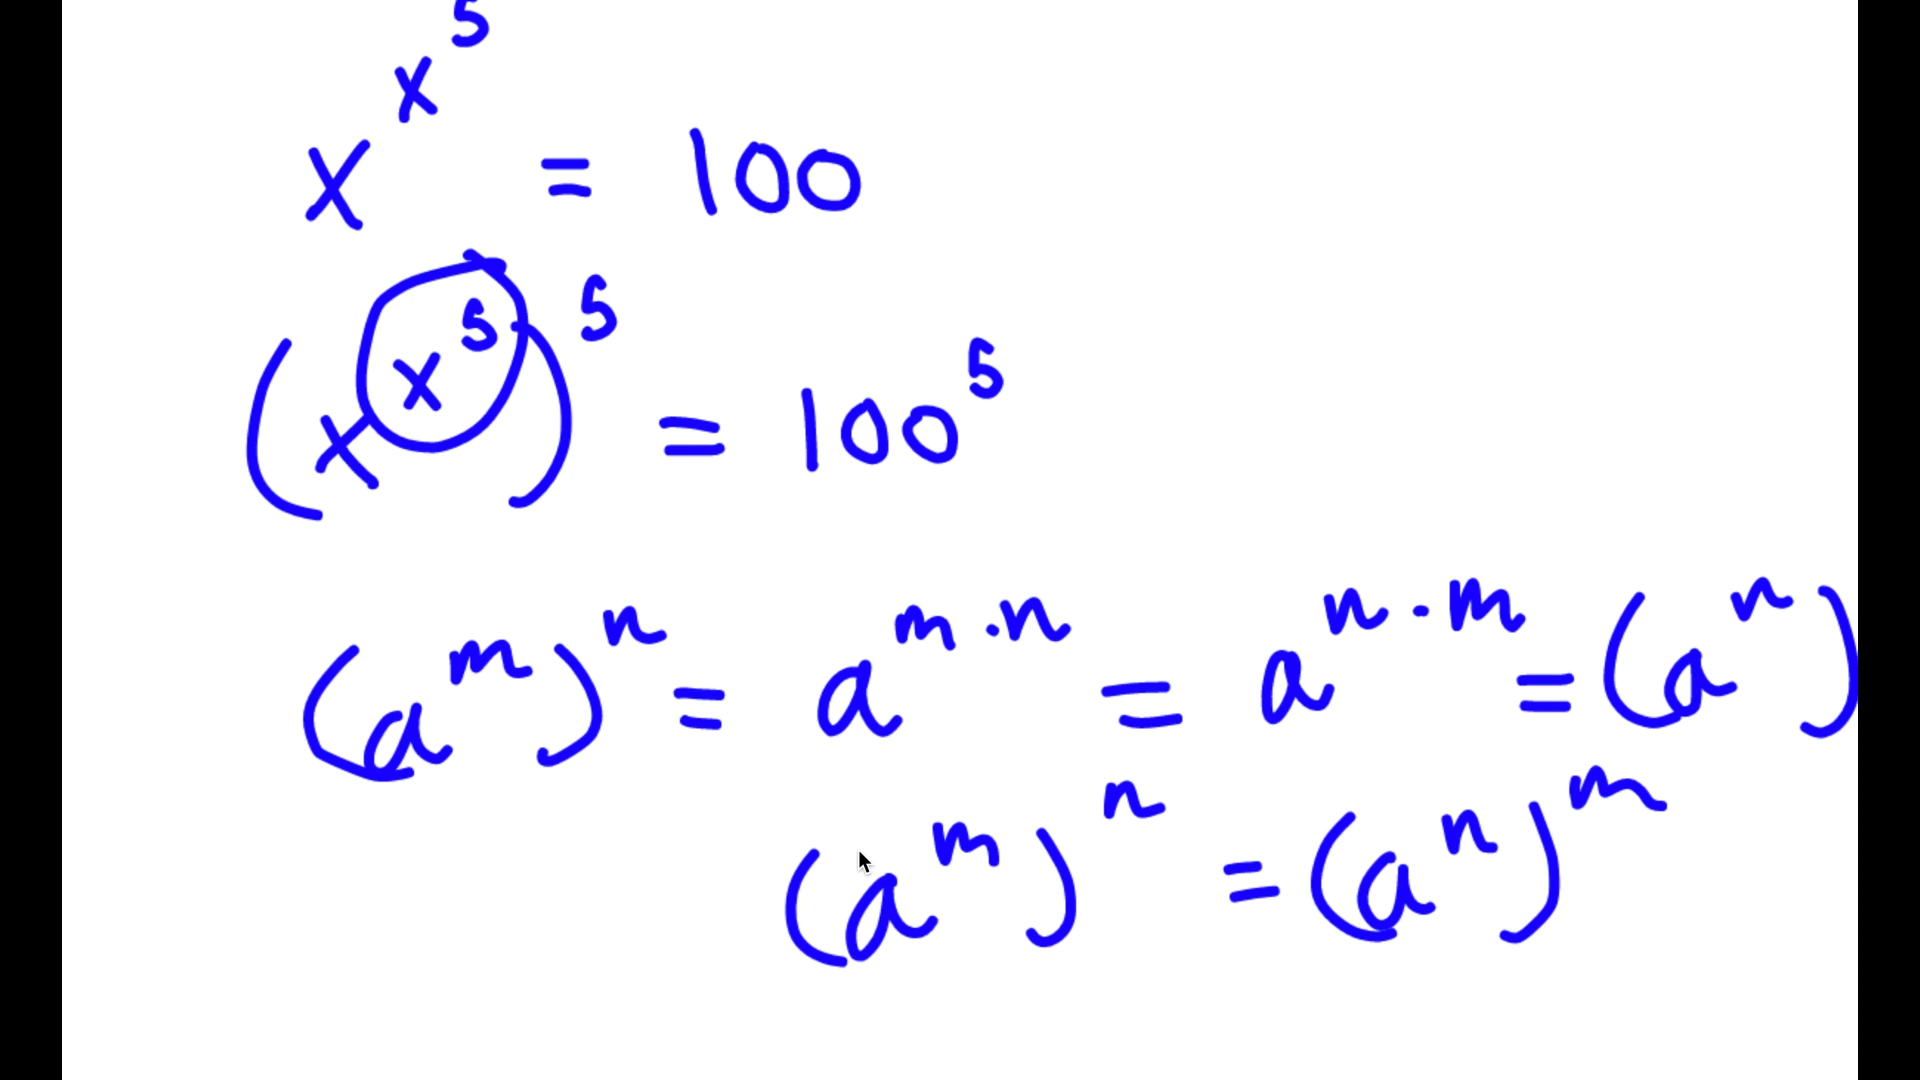 x^{x^5} = 100
(x^{x^5})^5 = 100^5
(a^m)^n = a^{m·n} = a^{n·m} = (a^n)
(a^m)^n = (a^n)^m